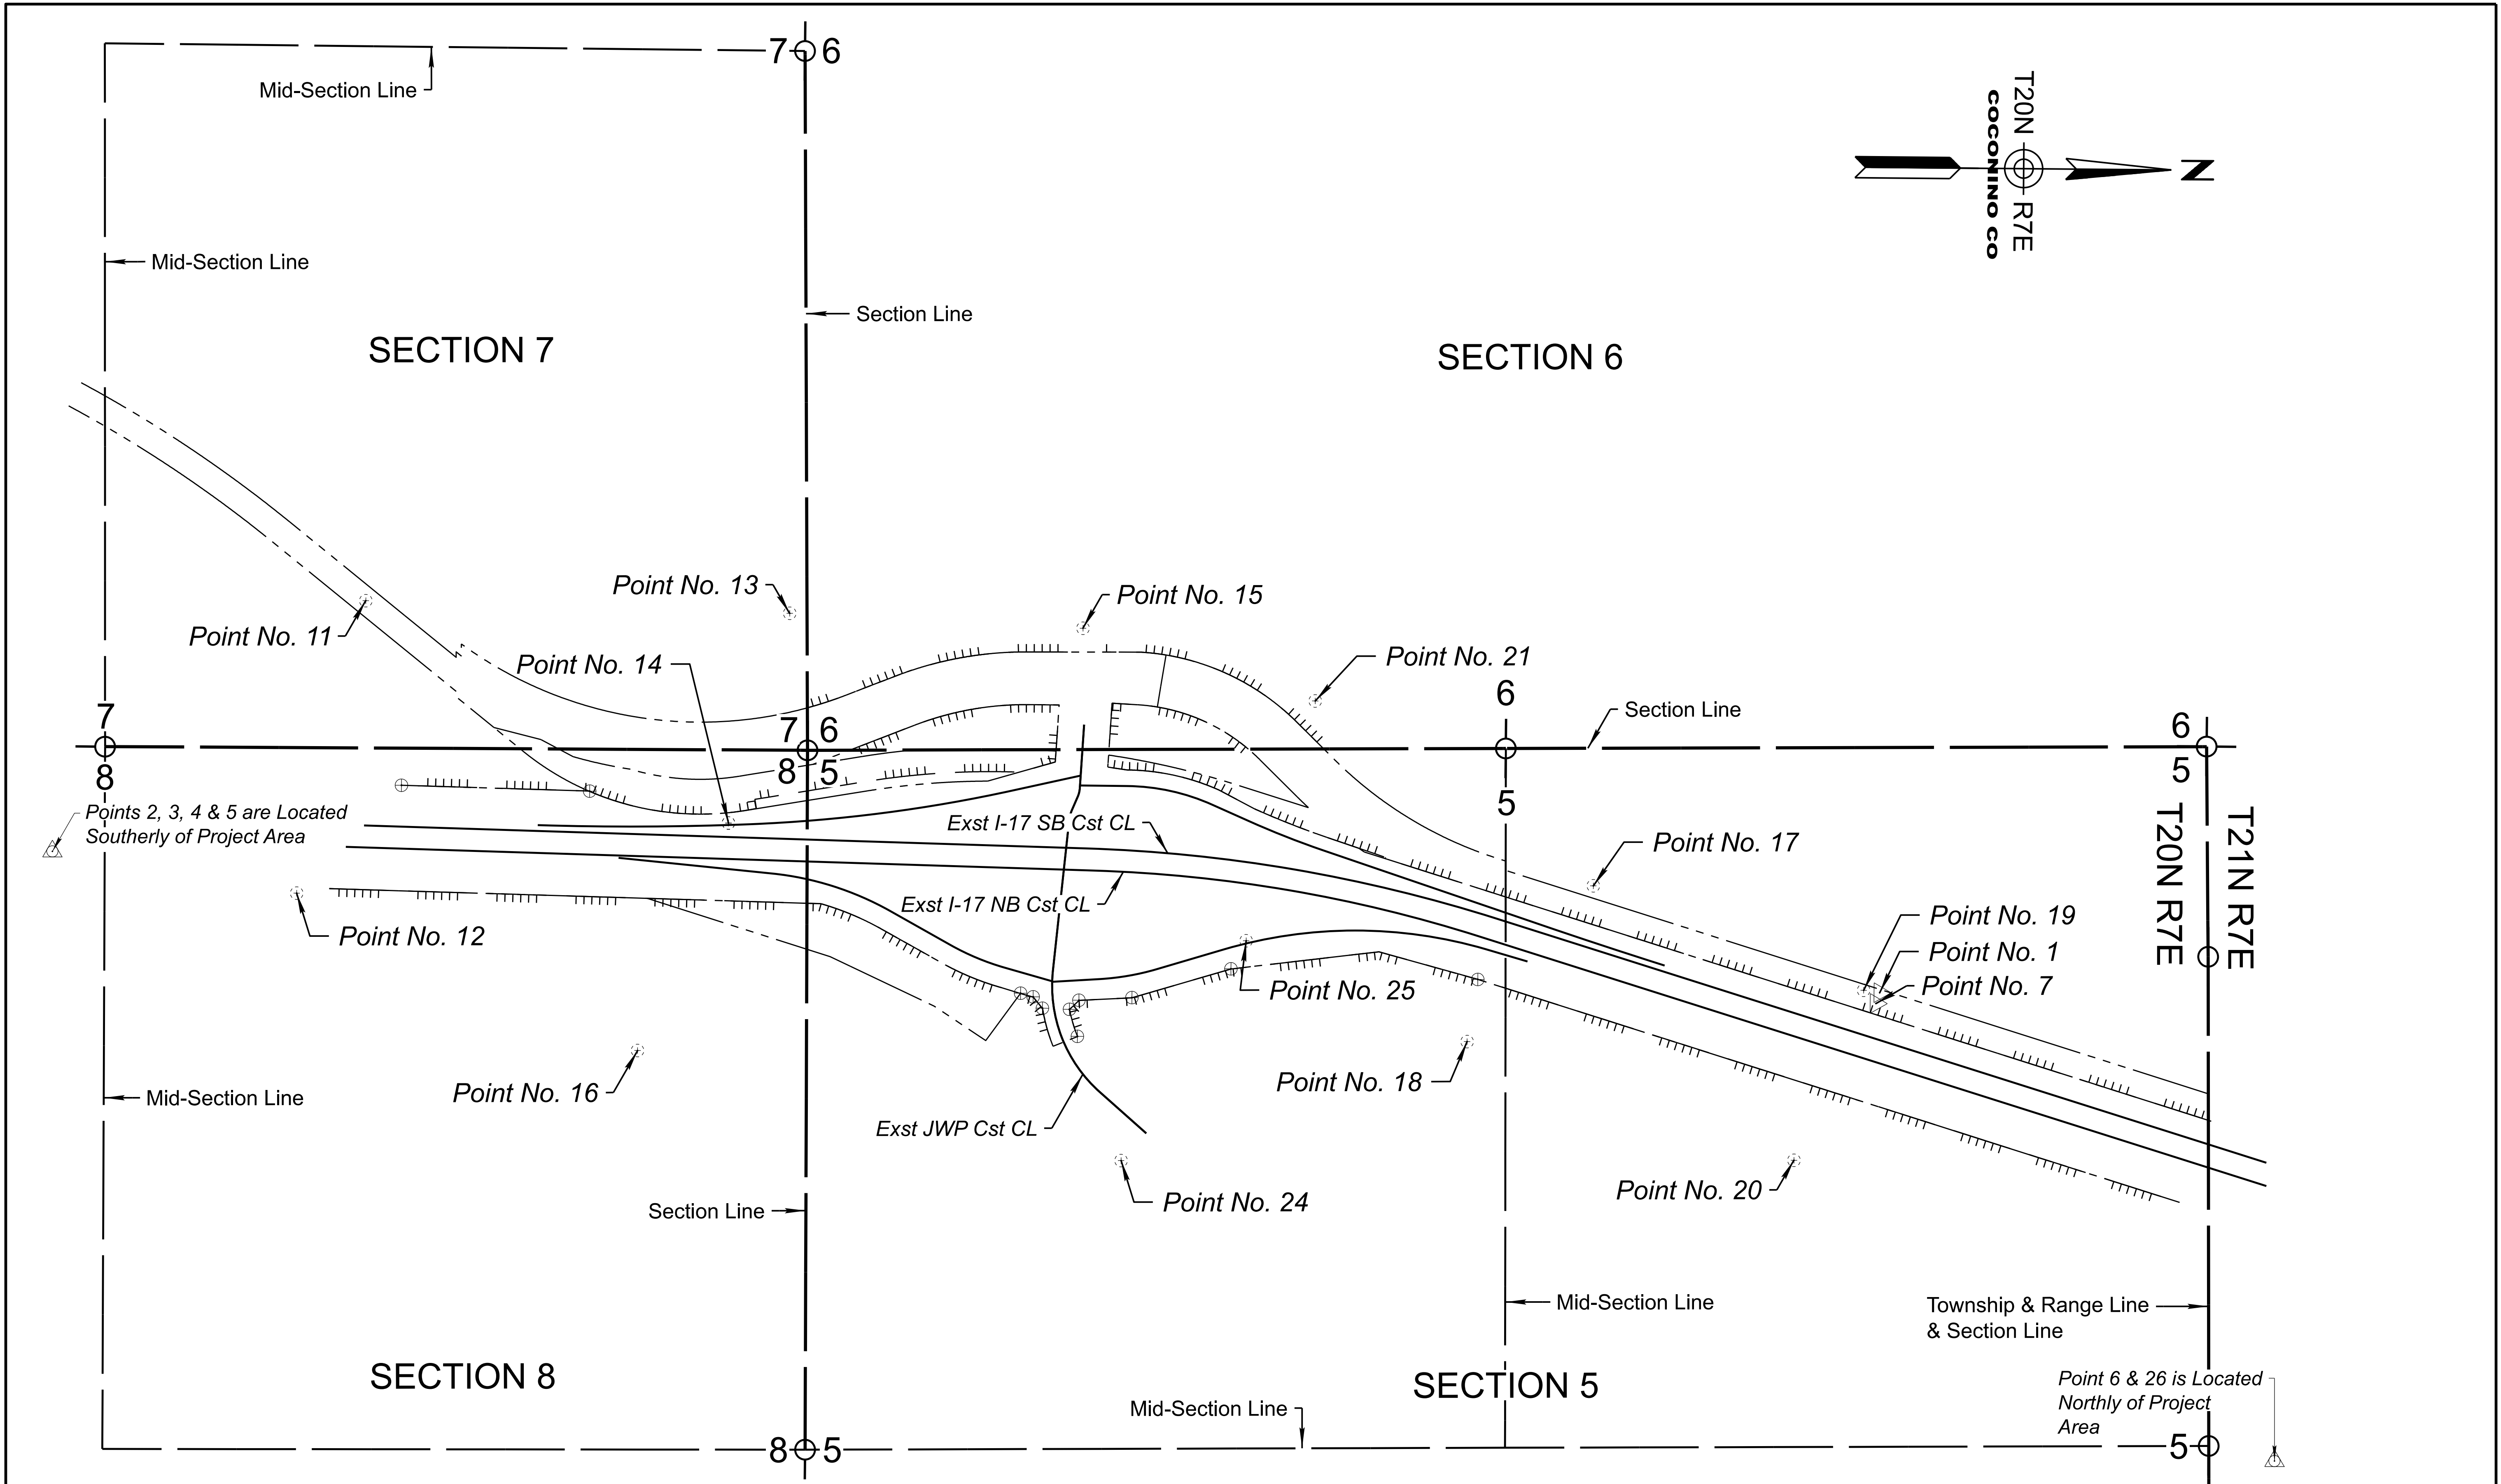 7
6
Mid-Section Line
T20N
R7E
COCONINO CO
N
Mid-Section Line
Section Line
SECTION 7
SECTION 6
Point No. 13
Point No. 15
Point No. 11
Point No. 14
Point No. 21
6
Section Line
7
8
7
6
8
5
6
5
5
Points 2, 3, 4 & 5 are Located
Southerly of Project Area
Exst I-17 SB Cst CL
Point No. 17
T20N R7E
T21N R7E
Exst I-17 NB Cst CL
Point No. 12
Point No. 19
Point No. 1
Point No. 7
Point No. 25
Point No. 16
Point No. 18
Mid-Section Line
Exst JWP Cst CL
Point No. 24
Point No. 20
Section Line
Mid-Section Line
Township & Range Line
& Section Line
SECTION 8
SECTION 5
Mid-Section Line
Point 6 & 26 is Located
Northly of Project
Area
8
5
5